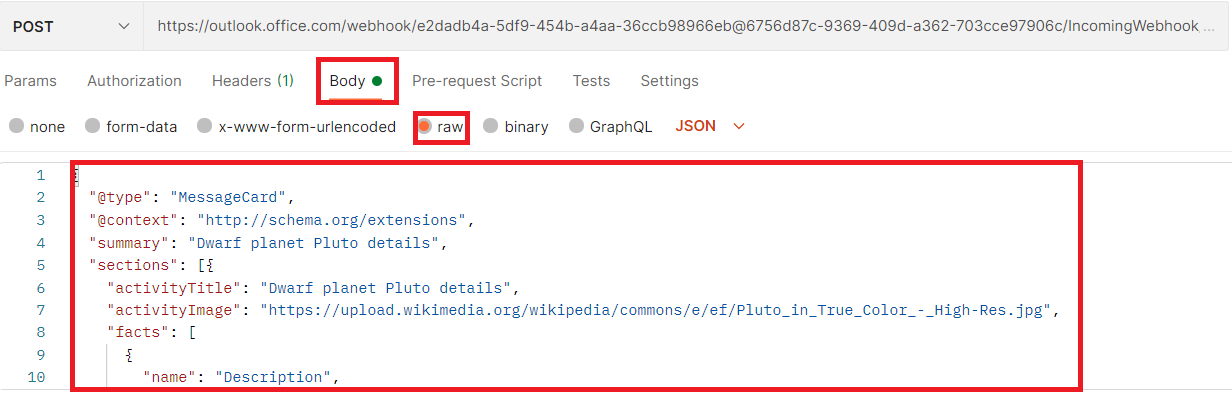 POST https://outlook.office.com/webhook/e2dadb4a-5df9-454b-a4aa-36ccb98966eb@6756d87c-9369-409d-a362-703cce97906c/IncomingWebhook, ...
Params Authorization Headers (1) Body Pre-request Script Tests Settings
none form-data x-www-form-urlencoded raw binary GraphQL JSON
1 {
2 "@type": "MessageCard",
3 "@context": "http://schema.org/extensions",
4 "summary": "Dwarf planet Pluto details",
5 "sections": [{
6 "activityTitle": "Dwarf planet Pluto details",
7 "activityImage": "https://upload.wikimedia.org/wikipedia/commons/e/ef/Pluto_in_True_Color_-_High-Res.jpg",
8 "facts": [
9 {
10 "name": "Description",